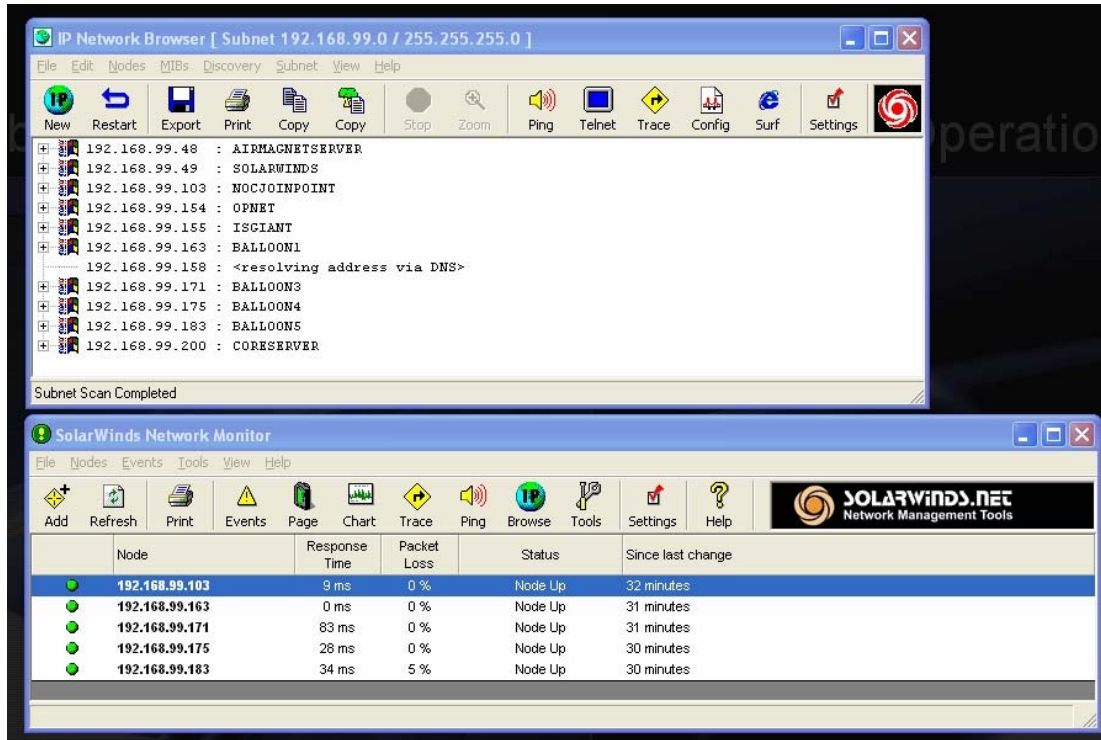 IP Network Browser [ Subnet 192.168.99.0 / 255.255.255.0 ]
File Edit Nodes MIBs Discovery Subnet View Help
New Restart Export Print Copy Copy Stop Zoom Ping Telnet Trace Config Surf Settings
peratio
192.168.99.48 : AIRMAGNETSERVER
192.168.99.49 : SOLARWINDS
192.168.99.103 : NOCJOINPOINT
192.168.99.154 : OPNET
192.168.99.155 : ISGIANT
192.168.99.163 : BALLOON1
192.168.99.158 : <resolving address via DNS>
192.168.99.171 : BALLOON3
192.168.99.175 : BALLOON4
192.168.99.183 : BALLOON5
192.168.99.200 : CORESERVER
Subnet Scan Completed
SolarWinds Network Monitor
File Nodes Events Tools View Help
Add Refresh Print Events Page Chart Trace Ping Browse Tools Settings Help
SOLARWINDS.NET
Network Management Tools
Node Response Time Packet Loss Status Since last change
192.168.99.103 9 ms 0 % Node Up 32 minutes
192.168.99.163 0 ms 0 % Node Up 31 minutes
192.168.99.171 83 ms 0 % Node Up 31 minutes
192.168.99.175 28 ms 0 % Node Up 30 minutes
192.168.99.183 34 ms 5 % Node Up 30 minutes